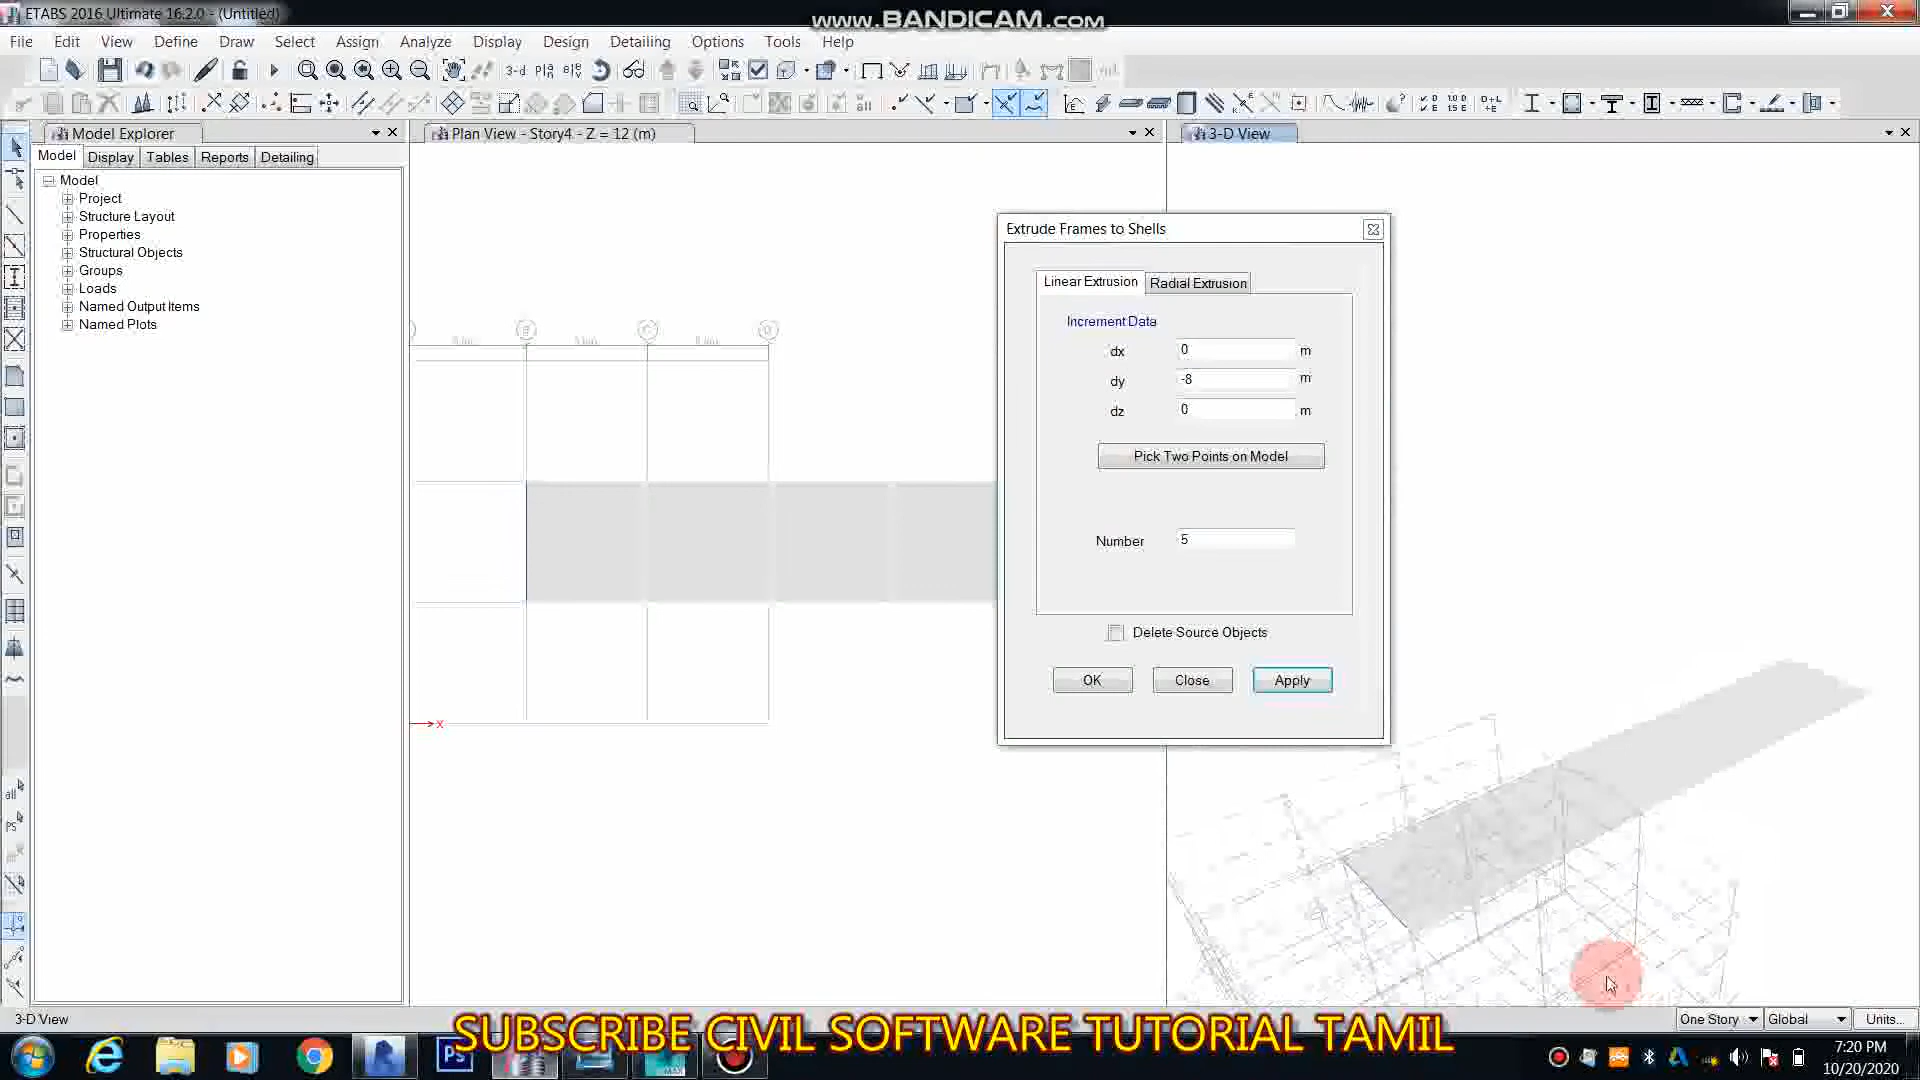 ETABS 2016 Ultimate 16.2.0 - (Untitled)
www.BANDICAM.com
File Edit View Define Draw Select Assign Analyze Display Design Detailing Options Tools Help
Model Explorer
Plan View - Story4 - Z = 12 (m)
3-D View
Model Display Tables Reports Detailing
Model
Project
Structure Layout
Properties
Structural Objects
Groups
Loads
Named Output Items
Named Plots
Extrude Frames to Shells
Linear Extrusion Radial Extrusion
Increment Data
dx 0 m
dy -8 m
dz 0 m
Pick Two Points on Model
Number 5
Delete Source Objects
OK Close Apply
X
3-D View
One Story Global Units...
SUBSCRIBE CIVIL SOFTWARE TUTORIAL TAMIL
7:20 PM
10/20/2020